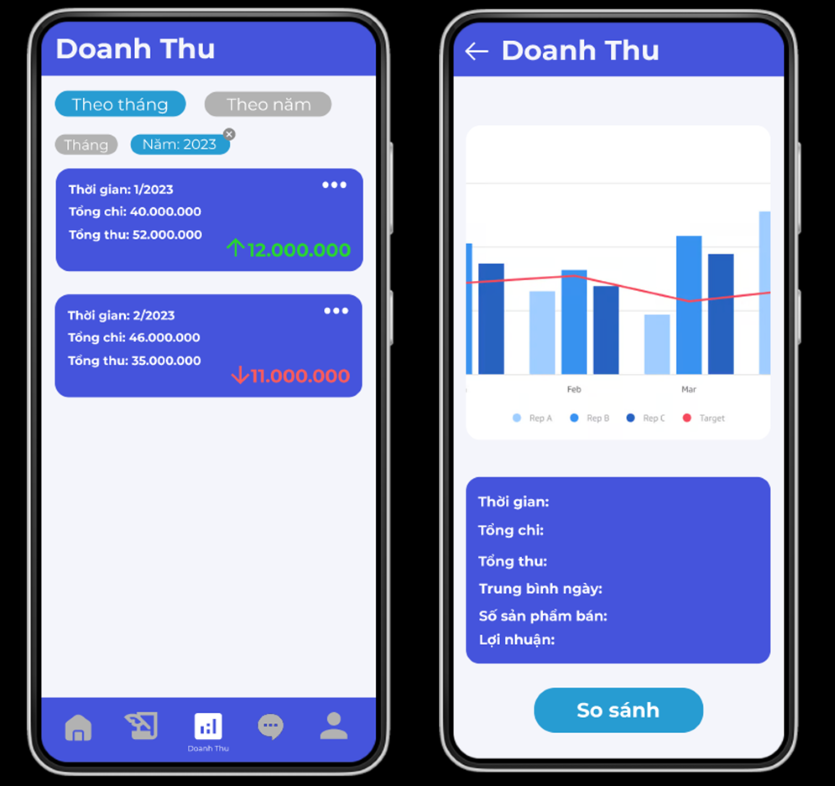 Doanh Thu
Theo tháng Theo năm
Tháng Năm: 2023
Thời gian: 1/2023
Tổng chi: 40.000.000
Tổng thu: 52.000.000
12.000.000
Thời gian: 2/2023
Tổng chi: 46.000.000
Tổng thu: 35.000.000
11.000.000
Doanh Thu
Doanh Thu
Feb Mar
Rep A Rep B Rep C Target
Thời gian:
Tổng chi:
Tổng thu:
Trung bình ngày:
Số sản phẩm bán:
Lợi nhuận:
So sánh